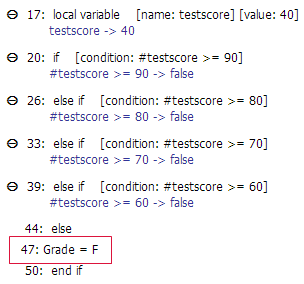 17: local variable [name: testscore] [value: 40]
testscore -> 40
20: if [condition: #testscore >= 90]
#testscore >= 90 -> false
26: else if [condition: #testscore >= 80]
#testscore >= 80 -> false
33: else if [condition: #testscore >= 70]
#testscore >= 70 -> false
39: else if [condition: #testscore >= 60]
#testscore >= 60 -> false
44: else
47: Grade = F
50: end if